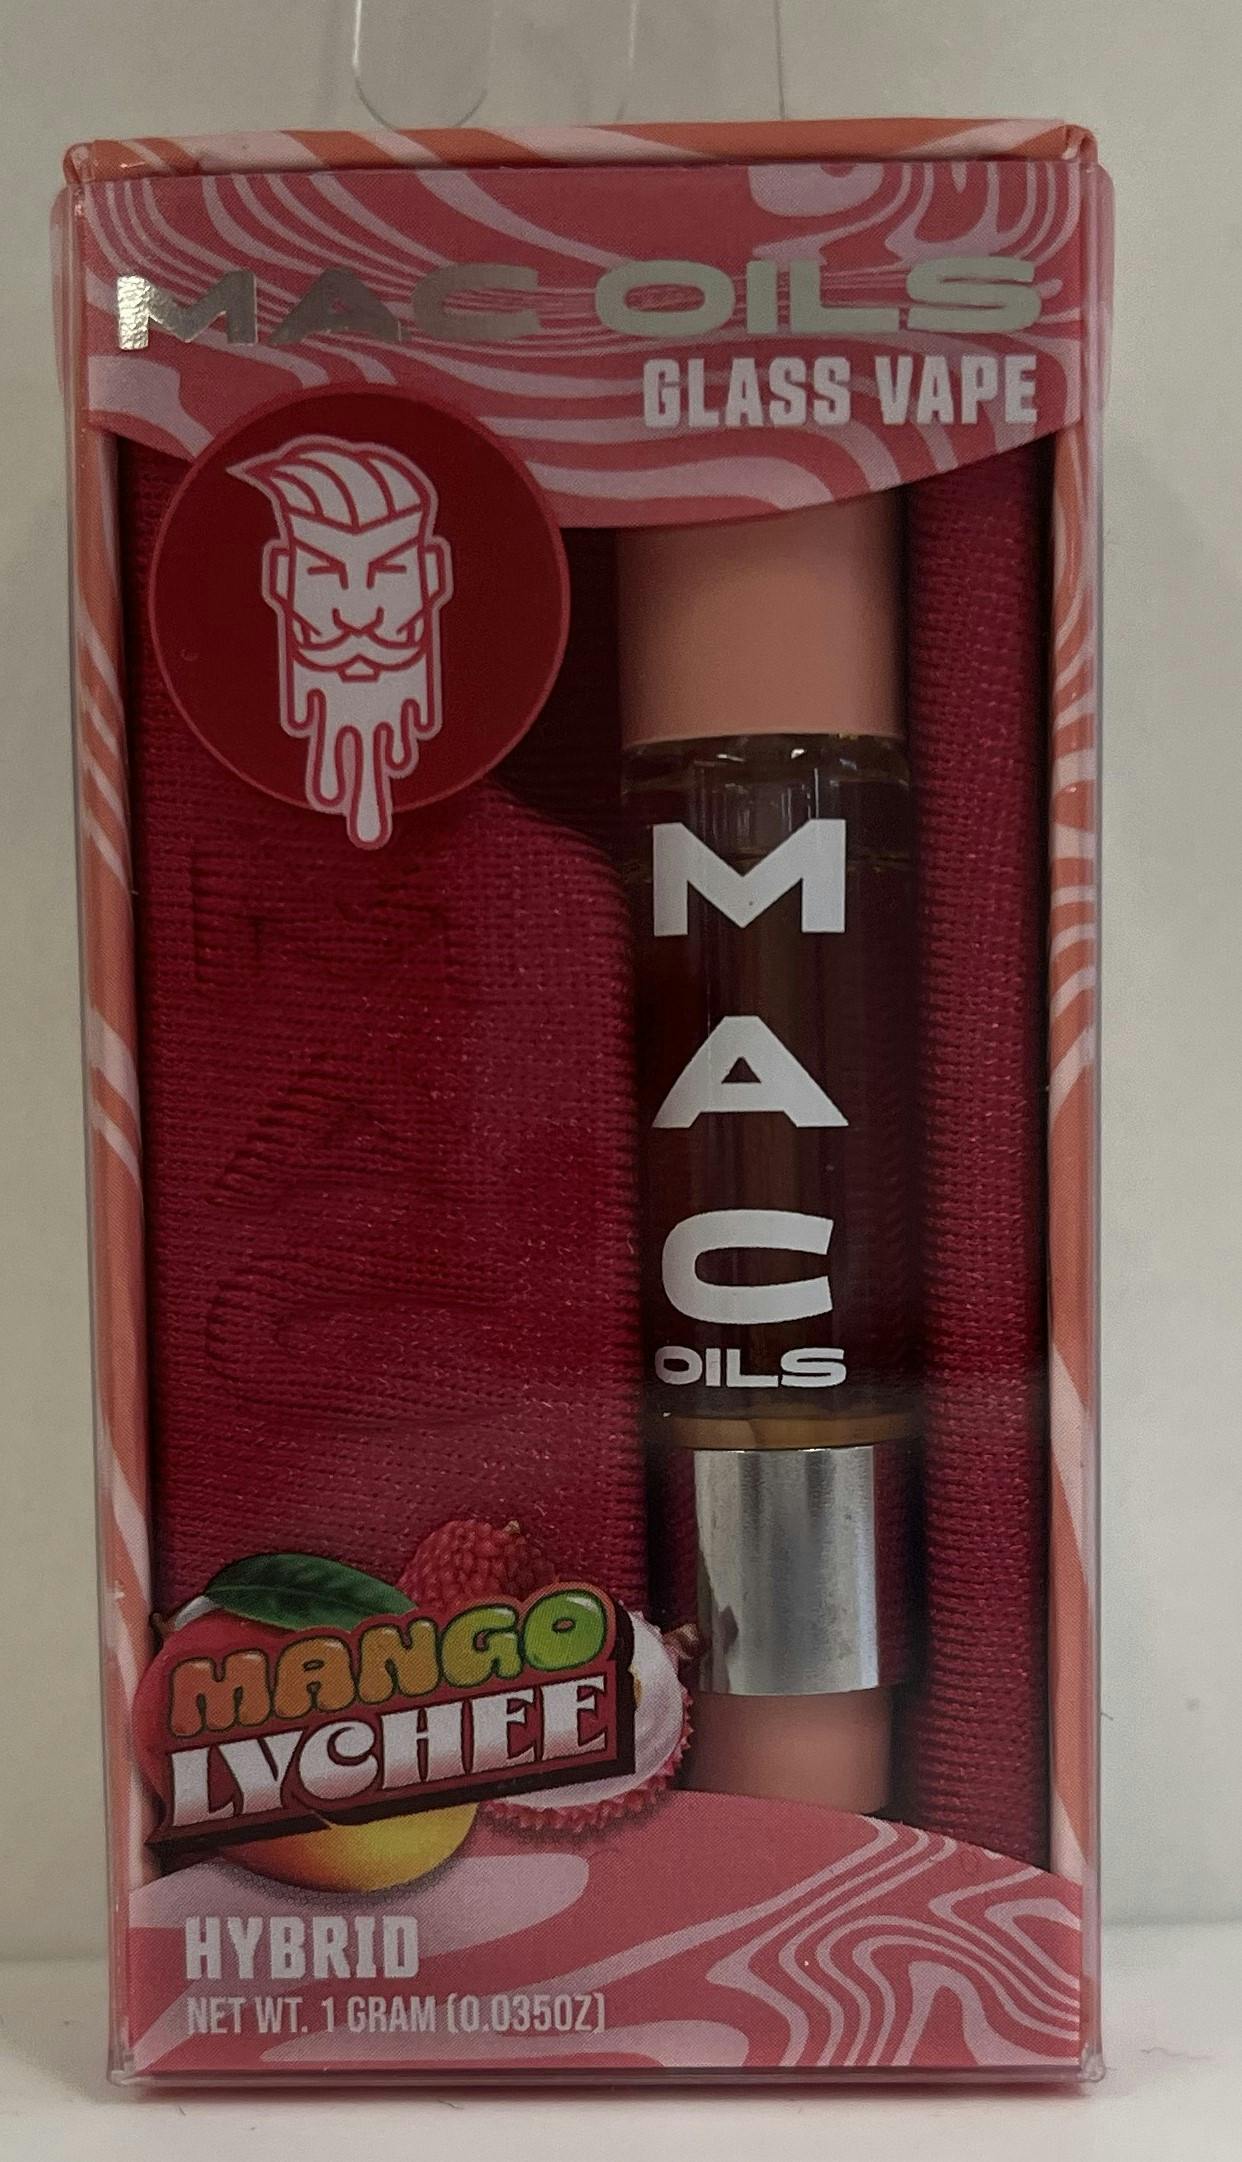 MAC OILS
GLASS VAPE
M
A
C
OILS
MANGO
LYCHEE
HYBRID
NET WT. 1 GRAM (0.035OZ)